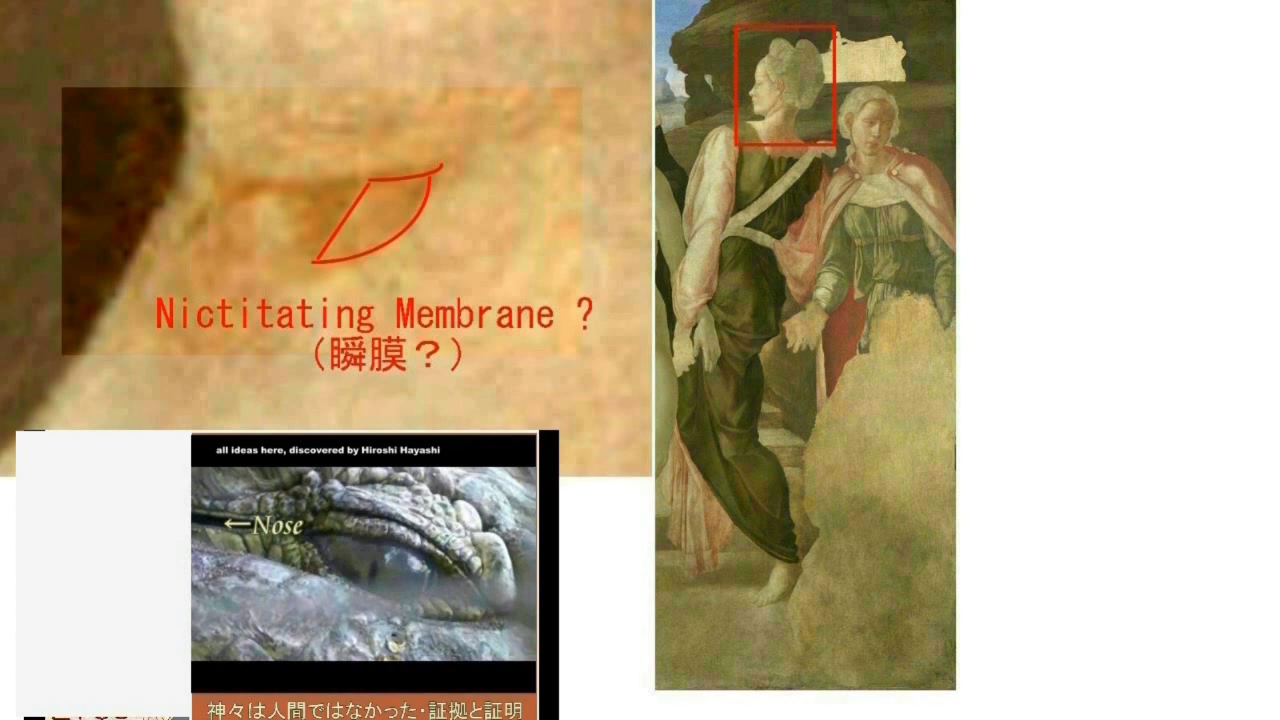 Nictitating Membrane ?
（瞬膜？）
all ideas here, discovered by Hiroshi Hayashi
←Nose
神々は人間ではなかった・証拠と証明